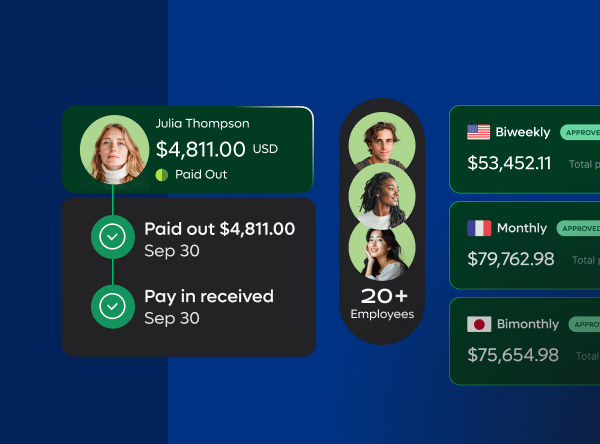 Julia Thompson
$4,811.00 USD
Paid Out
Paid out $4,811.00
Sep 30
Pay in received
Sep 30
20+
Employees
Biweekly APPROVED
$53,452.11 Total p
Monthly APPROVED
$79,762.98 Total
Bimonthly APPRO
$75,654.98 Total